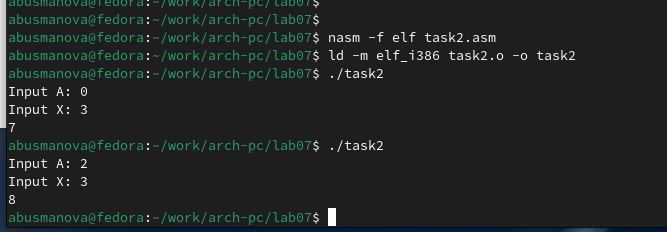 abusmanova@fedora:~/work/arch-pc/lab07$
abusmanova@fedora:~/work/arch-pc/lab07$
abusmanova@fedora:~/work/arch-pc/lab07$ nasm -f elf task2.asm
abusmanova@fedora:~/work/arch-pc/lab07$ ld -m elf_i386 task2.o -o task2
abusmanova@fedora:~/work/arch-pc/lab07$ ./task2
Input A: 0
Input X: 3
7
abusmanova@fedora:~/work/arch-pc/lab07$ ./task2
Input A: 2
Input X: 3
8
abusmanova@fedora:~/work/arch-pc/lab07$